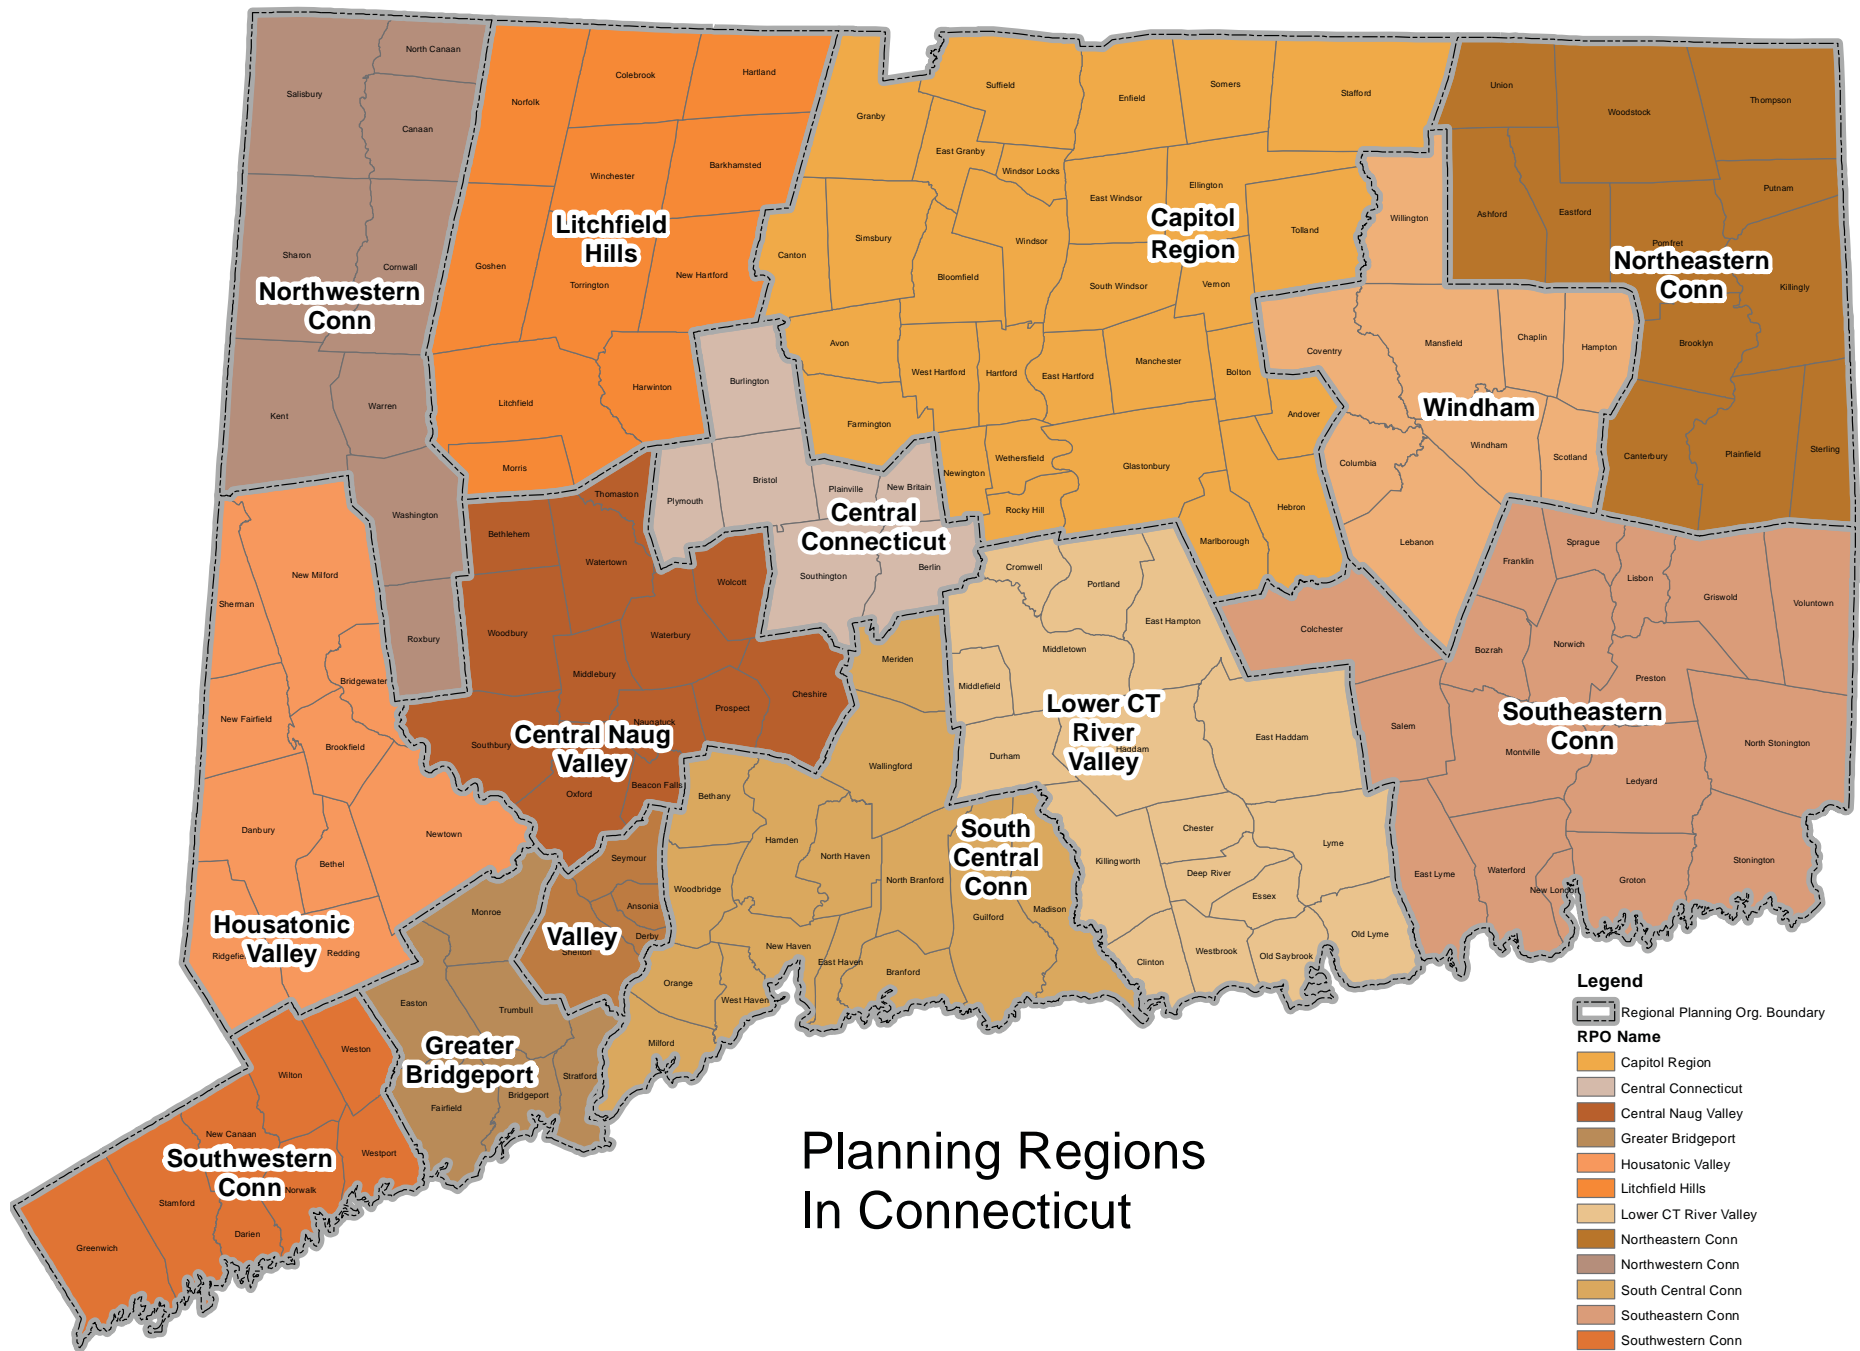 North Canaan
Salisbury
Canaan
Sharon
Cornwall
Northwestern
Conn
Kent
Warren
Washington
Roxbury
Colebrook
Hartland
Norfolk
Winchester
Barkhamsted
Litchfield
Hills
Goshen
Torrington
New Hartford
Litchfield
Harwinton
Morris
Suffield
Enfield
Somers
Stafford
Granby
East Granby
Windsor Locks
East Windsor
Ellington
Capitol
Region
Tolland
Canton
Simsbury
Windsor
Bloomfield
South Windsor
Vernon
Avon
West Hartford
Hartford
East Hartford
Manchester
Bolton
Andover
Farmington
Newington
Wethersfield
Glastonbury
Rocky Hill
Hebron
Marlborough
Union
Woodstock
Thompson
Putnam
Ashford
Eastford
Pomfret
Northeastern
Conn
Killingly
Brooklyn
Canterbury
Plainfield
Sterling
Willington
Coventry
Mansfield
Chaplin
Hampton
Windham
Windham
Columbia
Scotland
Lebanon
Burlington
Bristol
Plymouth
Plainville
New Britain
Central
Connecticut
Southington
Berlin
Thomaston
Bethlehem
Watertown
Wolcott
Woodbury
Waterbury
Middlebury
Cheshire
Prospect
Naugatuck
Central Naug
Valley
Southbury
Oxford
Beacon Falls
New Milford
Sherman
Bridgewater
New Fairfield
Brookfield
Danbury
Newtown
Bethel
Housatonic
Valley
Redding
Cromwell
Portland
East Hampton
Middletown
Middlefield
Lower CT
River
Valley
Haddam
Durham
East Haddam
Chester
Killingworth
Lyme
Deep River
Essex
Clinton
Westbrook
Old Saybrook
Old Lyme
Franklin
Sprague
Lisbon
Griswold
Voluntown
Colchester
Bozrah
Norwich
Preston
Southeastern
Conn
Salem
Montville
North Stonington
Ledyard
East Lyme
Waterford
New London
Groton
Stonington
Meriden
Wallingford
Bethany
Hamden
North Haven
South
Central
Conn
Woodbridge
North Branford
Guilford
Madison
New Haven
East Haven
Branford
Orange
West Haven
Milford
Seymour
Ansonia
Derby
Valley
Shelton
Monroe
Easton
Trumbull
Greater
Bridgeport
Stratford
Bridgeport
Fairfield
Weston
Wilton
New Canaan
Southwestern
Conn
Westport
Norwalk
Stamford
Darien
Greenwich
Planning Regions
In Connecticut
Legend
Regional Planning Org. Boundary
RPO Name
Capitol Region
Central Connecticut
Central Naug Valley
Greater Bridgeport
Housatonic Valley
Litchfield Hills
Lower CT River Valley
Northeastern Conn
Northwestern Conn
South Central Conn
Southeastern Conn
Southwestern Conn